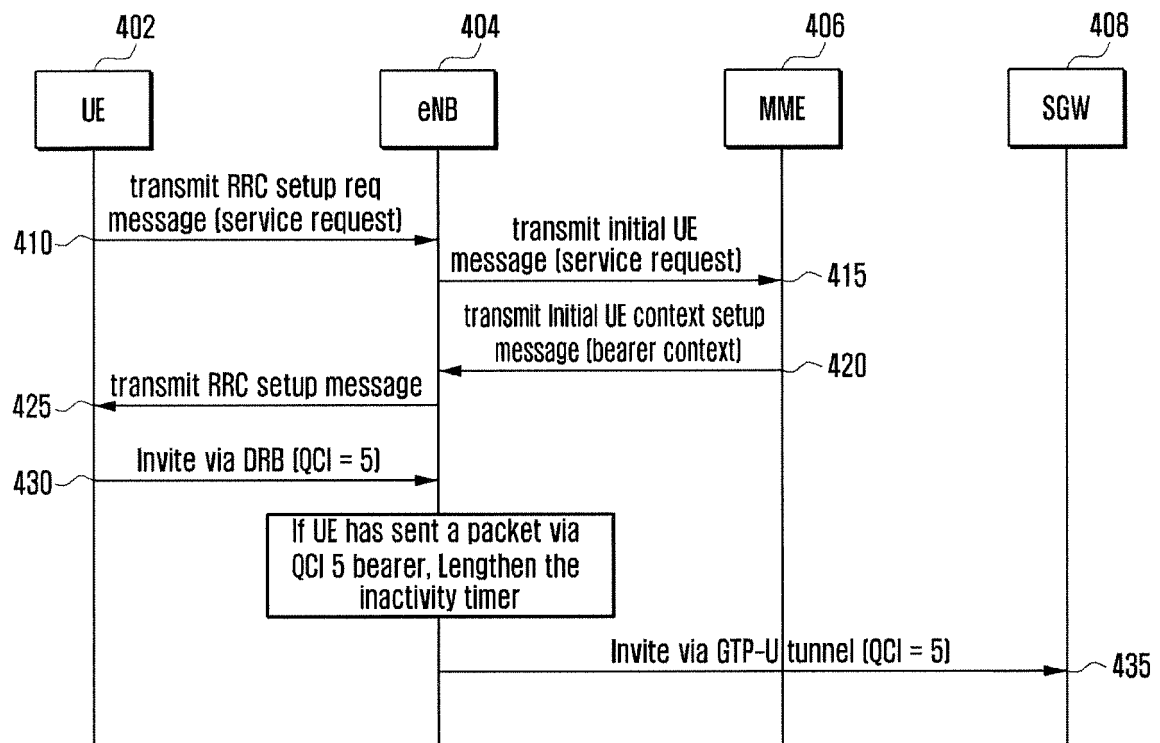 402
404
406
408
UE
eNB
MME
SGW
transmit RRC setup req
message (service request)
410
transmit initial UE
message (service request)
415
transmit Initial UE context setup
message (bearer context)
420
transmit RRC setup message
425
Invite via DRB (QCI = 5)
430
If UE has sent a packet via
QCI 5 bearer, Lengthen the
inactivity timer
Invite via GTP-U tunnel (QCI = 5)
435